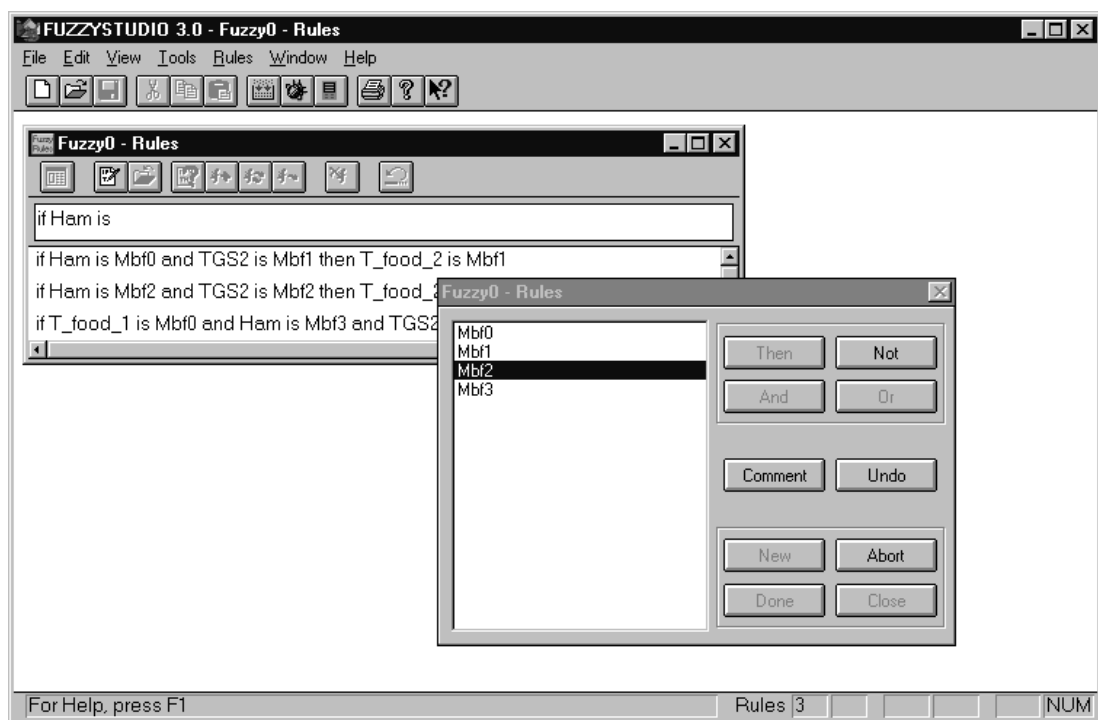 FUZZYSTUDIO 3.0 - Fuzzy0 - Rules
File Edit View Tools Rules Window Help
Fuzzy0 - Rules
if Ham is
if Ham is Mbf0 and TGS2 is Mbf1 then T_food_2 is Mbf1
if Ham is Mbf2 and TGS2 is Mbf2 then T_food_2
if T_food_1 is Mbf0 and Ham is Mbf3 and TGS2
Fuzzy0 - Rules
Mbf0
Mbf1
Mbf2
Mbf3
Then Not
And Or
Comment Undo
New Abort
Done Close
For Help, press F1 Rules 3 NUM